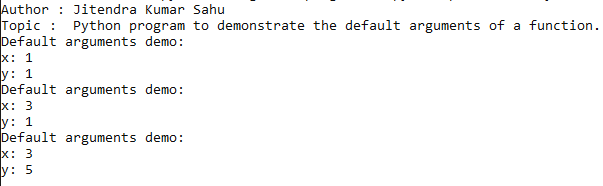 Author : Jitendra Kumar Sahu
Topic :  Python program to demonstrate the default arguments of a function.
Default arguments demo:
x: 1
y: 1
Default arguments demo:
x: 3
y: 1
Default arguments demo:
x: 3
y: 5